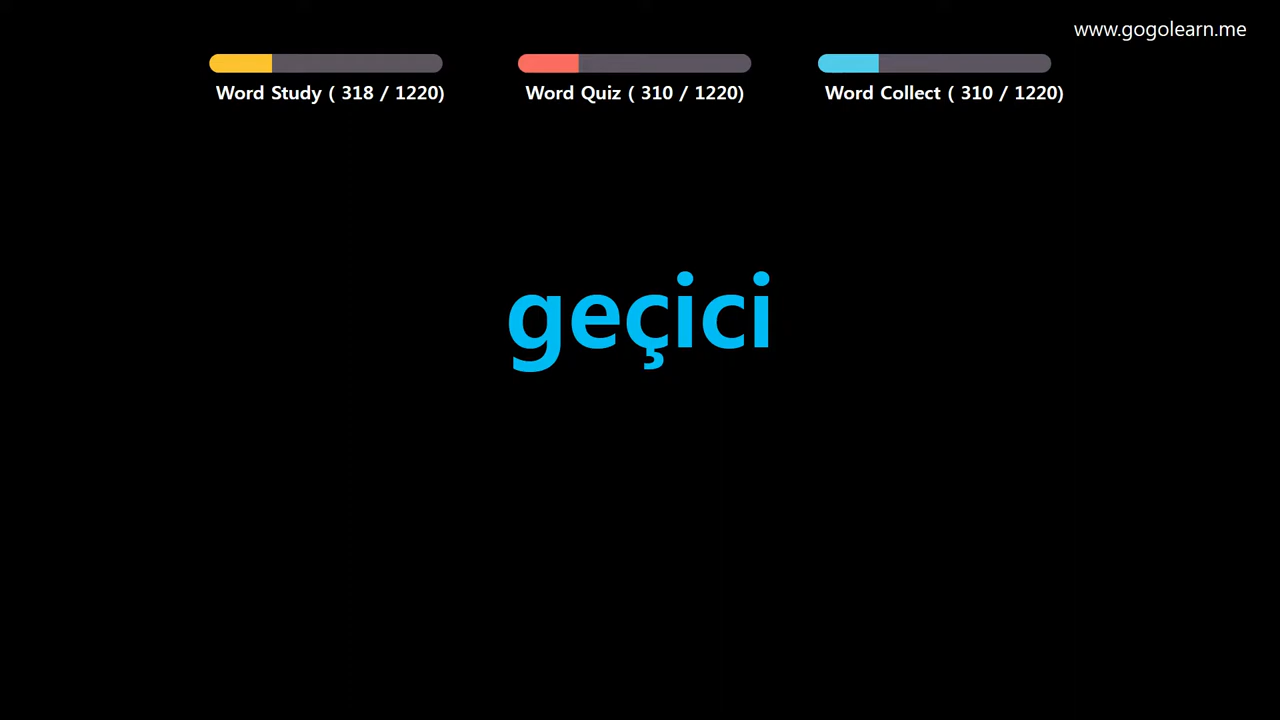 www.gogolearn.me
Word Study ( 318 / 1220)
Word Quiz ( 310 / 1220)
Word Collect ( 310 / 1220)
geçici